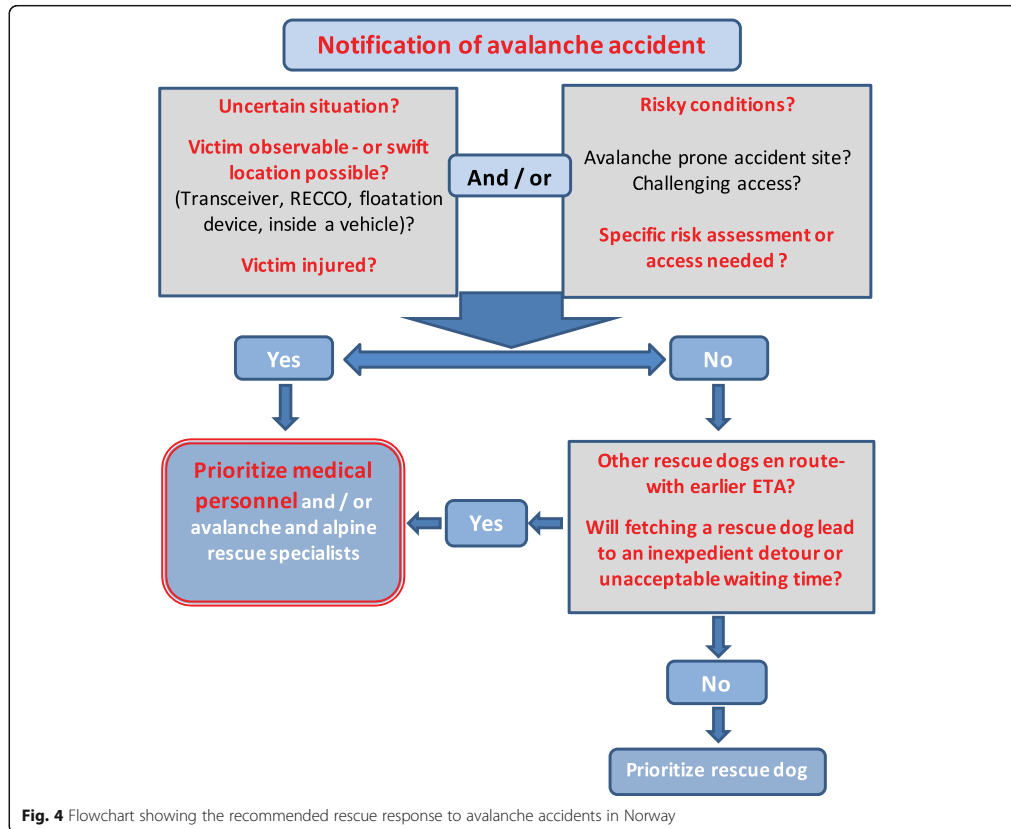 Notification of avalanche accident
Uncertain situation?
Victim observable - or swift
location possible?
(Transceiver, RECCO, floatation
device, inside a vehicle)?
Victim injured?
And / or
Risky conditions?
Avalanche prone accident site?
Challenging access?
Specific risk assessment or
access needed ?
Yes
No
Prioritize medical
personnel and / or
avalanche and alpine
rescue specialists
Yes
Other rescue dogs en route-
with earlier ETA?
Will fetching a rescue dog lead
to an inexpedient detour or
unacceptable waiting time?
No
Prioritize rescue dog
Fig. 4 Flowchart showing the recommended rescue response to avalanche accidents in Norway